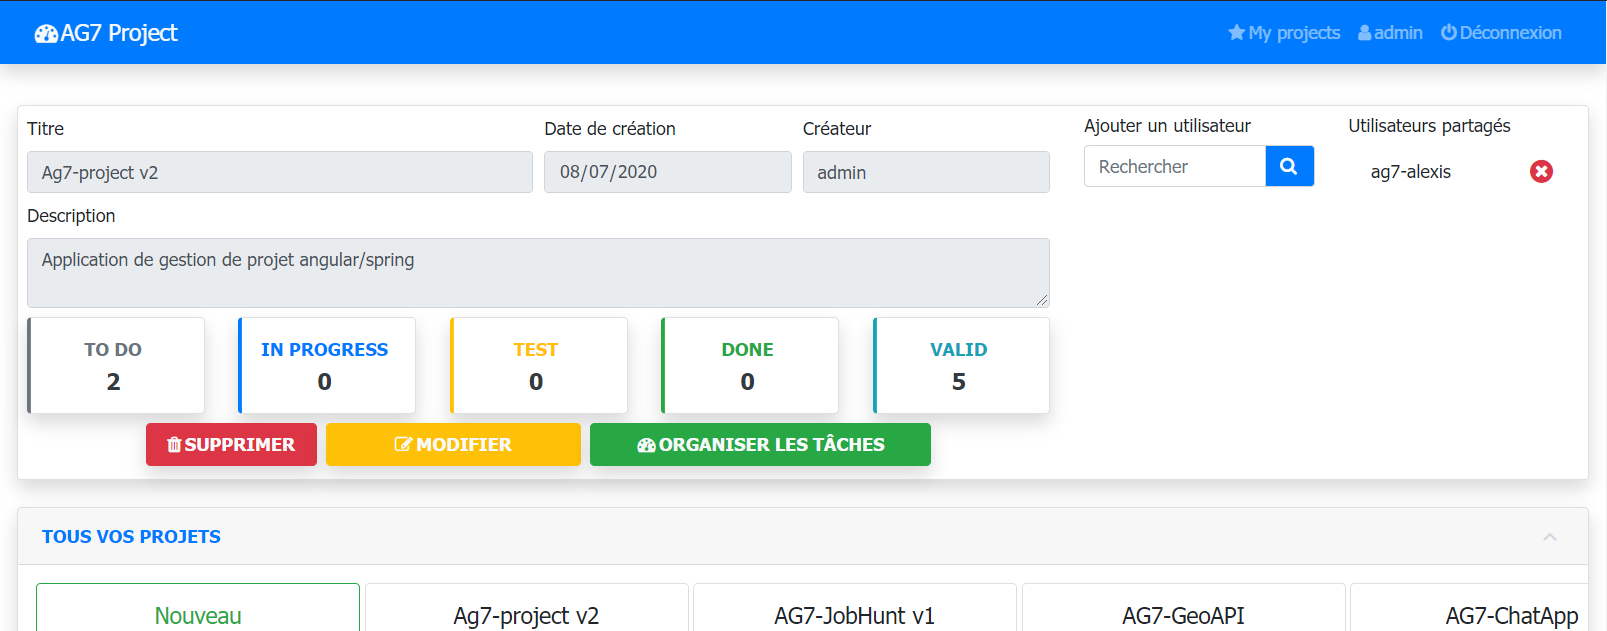 AG7 Project
My projects
admin
Déconnexion
Titre
Ag7-project v2
Date de création
08/07/2020
Créateur
admin
Ajouter un utilisateur
Rechercher
Utilisateurs partagés
ag7-alexis
Description
Application de gestion de projet angular/spring
TO DO
2
IN PROGRESS
0
TEST
0
DONE
0
VALID
5
SUPPRIMER
MODIFIER
ORGANISER LES TÂCHES
TOUS VOS PROJETS
Nouveau
Ag7-project v2
AG7-JobHunt v1
AG7-GeoAPI
AG7-ChatApp